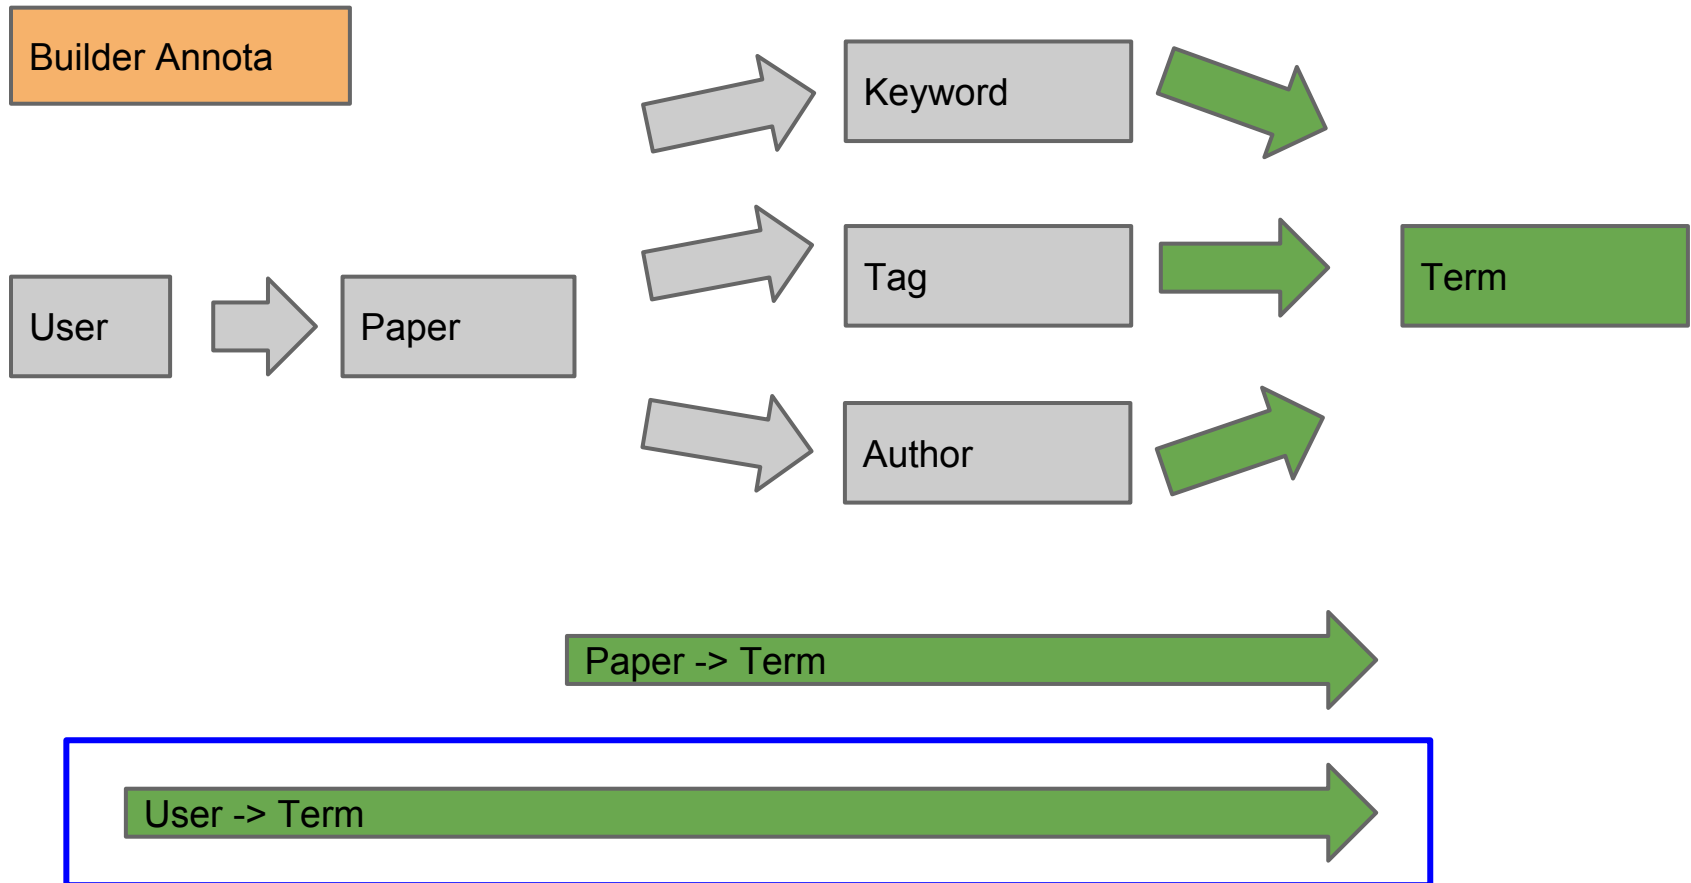 Builder Annota
Keyword
User
Paper
Tag
Term
Author
Paper -> Term
User -> Term